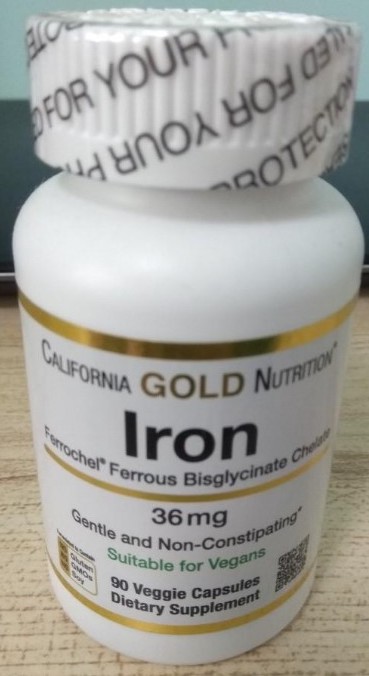 FOR YOUR P
FOR YOUR
PROTECTION
CALIFORNIA GOLD NUTRITION®
Iron
Ferrochel® Ferrous Bisglycinate Chelate
36 mg
Gentle and Non-Constipating*
Suitable for Vegans
Gluten
GMOs
Soy
90 Veggie Capsules
Dietary Supplement